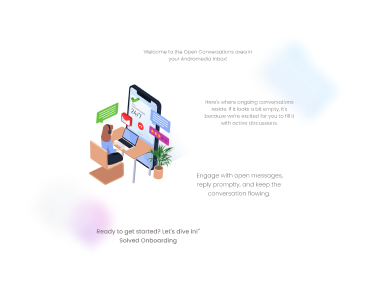 Welcome to the Open Conversations area in
your Andromedia Inbox!
Here's where ongoing conversations
reside. If it looks a bit empty, it's
because we're excited for you to fill it
with active discussions.
Engage with open messages,
reply promptly, and keep the
conversation flowing.
Ready to get started? Let's dive in!"
Solved Onboarding